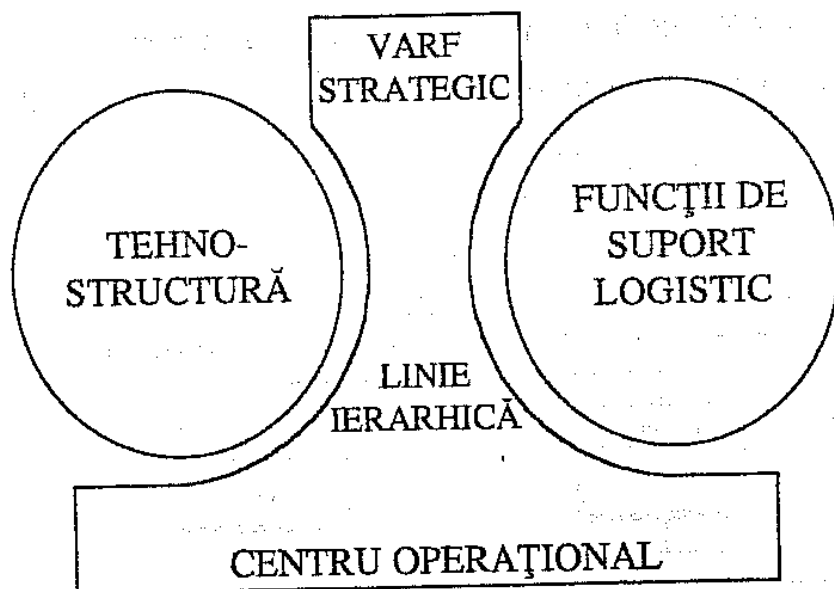 VARF
STRATEGIC
TEHNO-
STRUCTURĂ
FUNCŢII DE
SUPORT
LOGISTIC
LINIE
IERARHICĂ
CENTRU OPERAŢIONAL